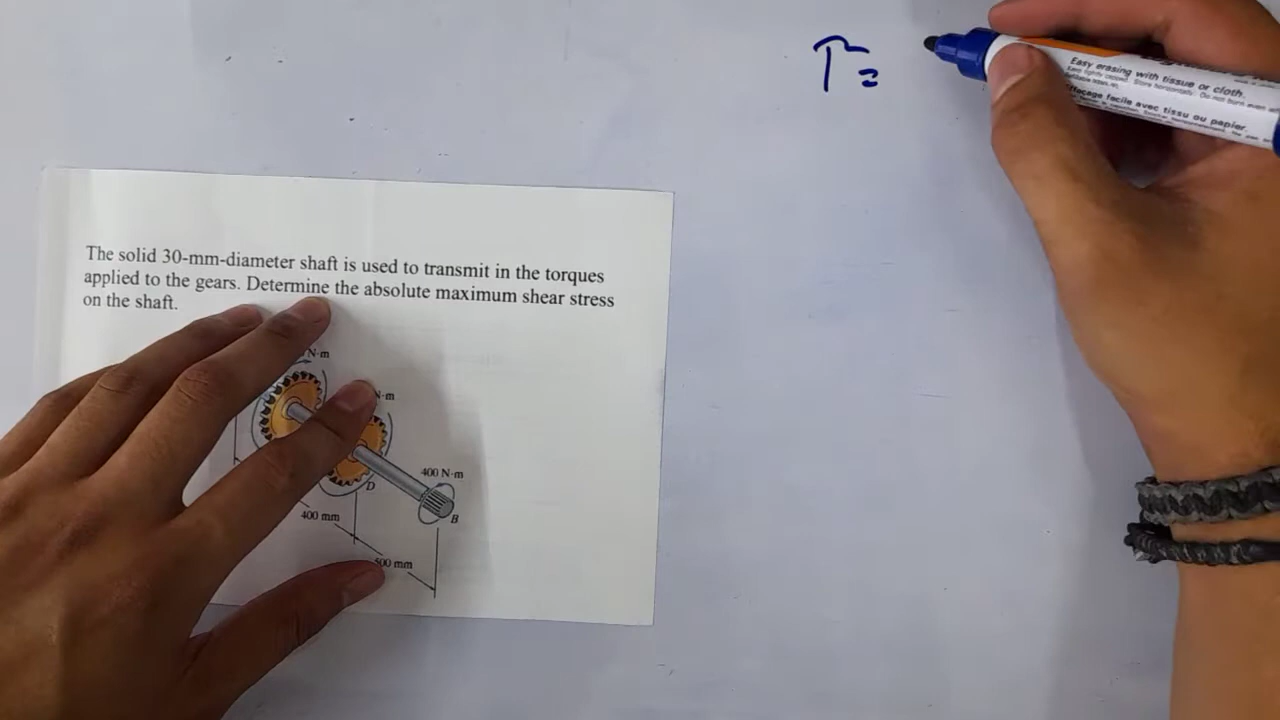 τ =
Easy erasing with tissue or cloth.
Effaçage facile avec tissu ou papier
The solid 30-mm-diameter shaft is used to transmit in the torques
applied to the gears. Determine the absolute maximum shear stress
on the shaft.
N·m
N·m
400 N·m
D
B
400 mm
500 mm